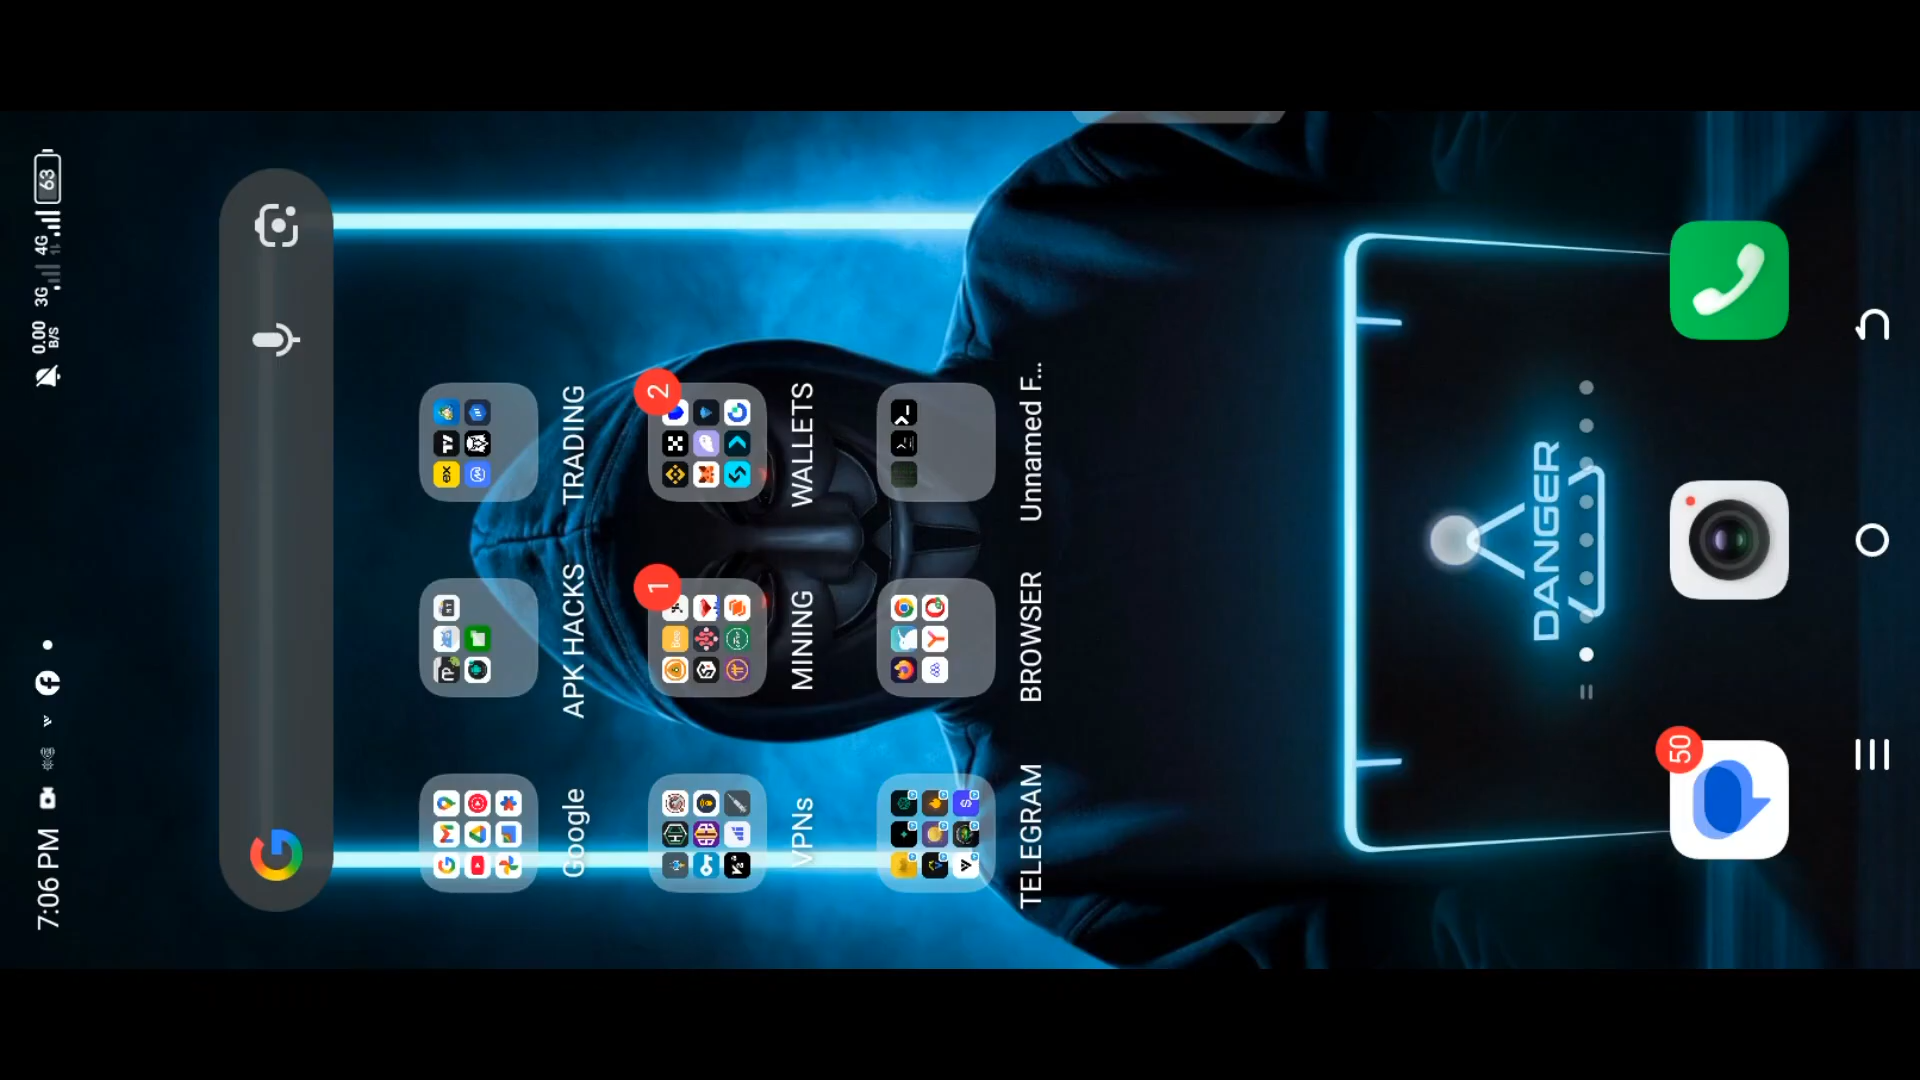 7:06 PM
0.00 B/S 3G 4G 63
Google
APK HACKS
TRADING
VPNs
MINING
1
WALLETS
2
TELEGRAM
BROWSER
Unnamed F...
DANGER
50